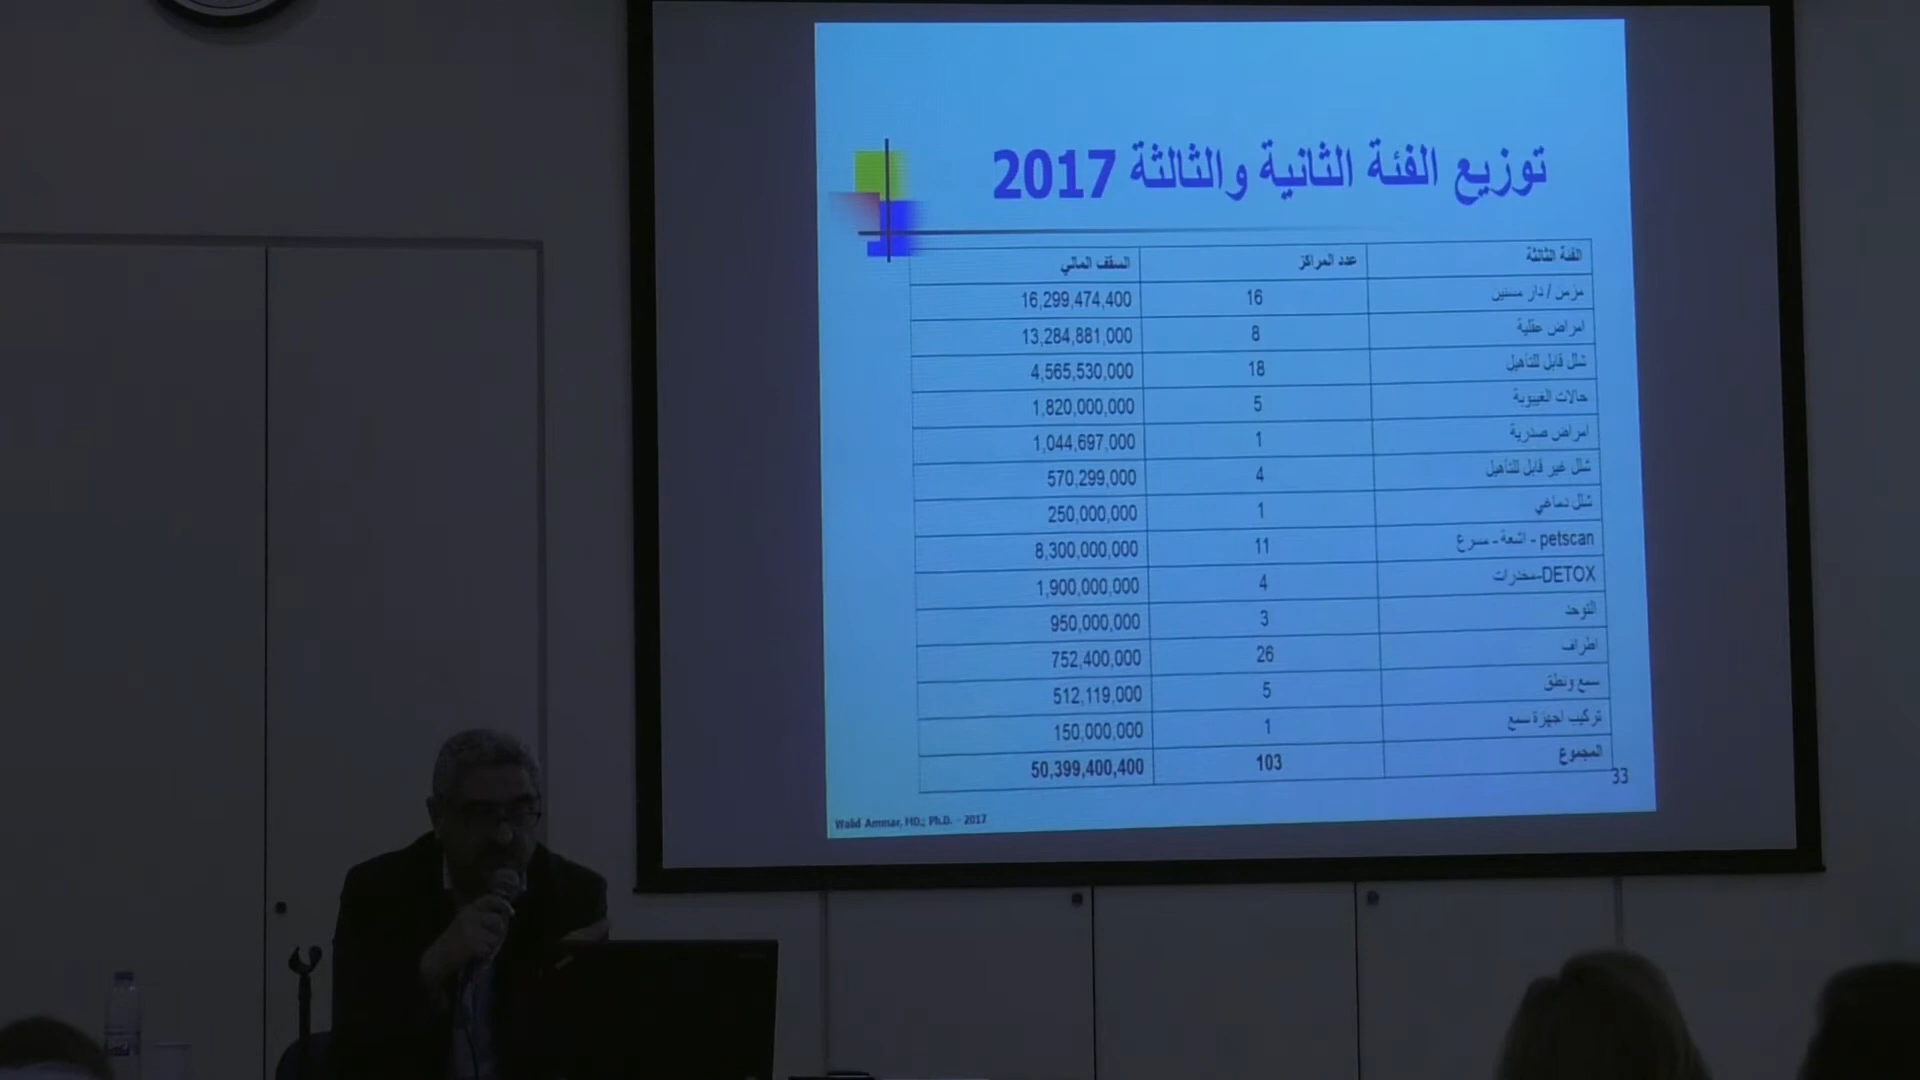 توزيع الفئة الثانية والثالثة 2017
الفئة الثالثة عدد المراكز السقف المالي
مزمن / دار مسنين 16 16,299,474,400
امراض عقلية 8 13,284,881,000
شلل قابل للتأهيل 18 4,565,530,000
حالات الغيبوبة 5 1,820,000,000
امراض صدرية 1 1,044,697,000
شلل غير قابل للتأهيل 4 570,299,000
شلل دماغي 1 250,000,000
petscan - اشعة - مسرع 11 8,300,000,000
DETOX-مخدرات 4 1,900,000,000
التوحد 3 950,000,000
اطراف 26 752,400,000
سمع ونطق 5 512,119,000
تركيب اجهزة سمع 1 150,000,000
المجموع 103 50,399,400,400
33
Walid Ammar, MD.; Ph.D. - 2017